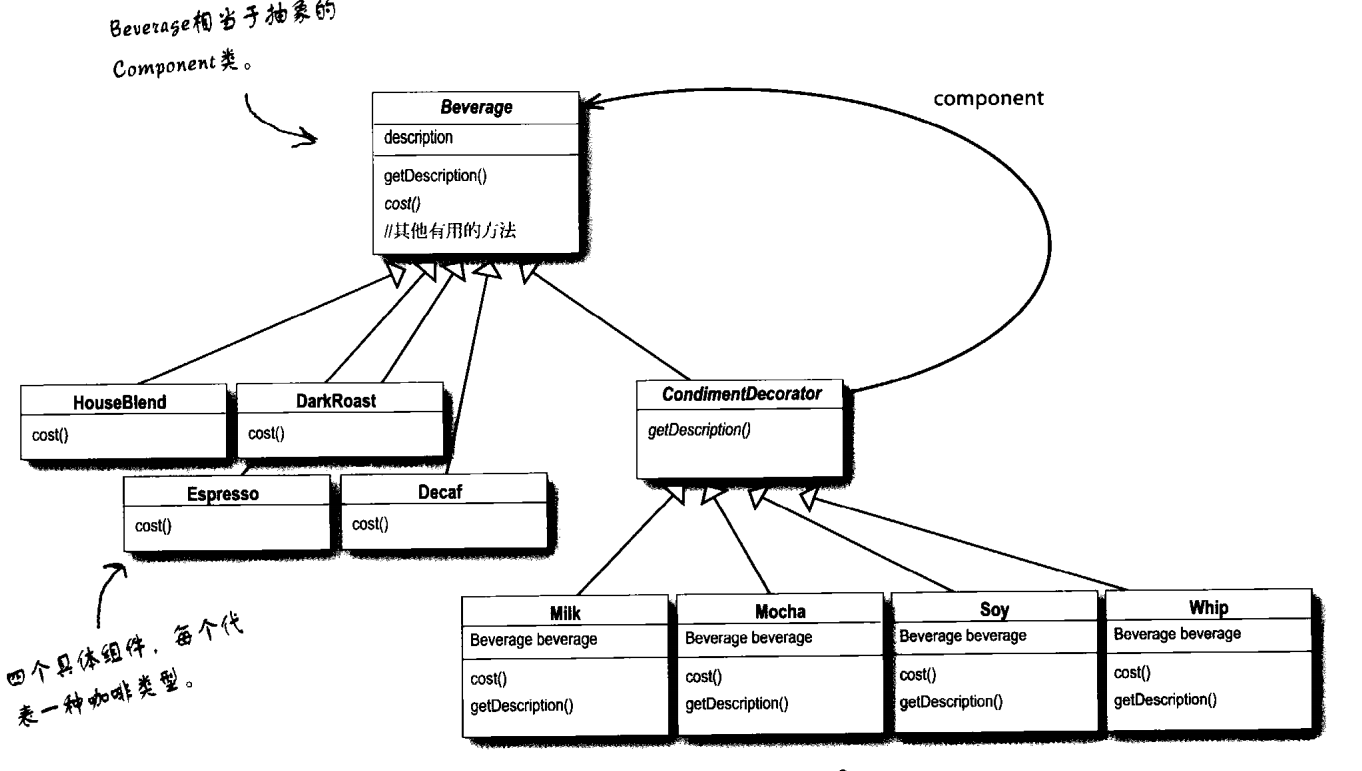 Beverage相当于抽象的
Component类。
component
Beverage
description
getDescription()
cost()
//其他有用的方法
HouseBlend
cost()
DarkRoast
cost()
Espresso
cost()
Decaf
cost()
CondimentDecorator
getDescription()
四个具体组件，每个代
表一种咖啡类型。
Milk
Beverage beverage
cost()
getDescription()
Mocha
Beverage beverage
cost()
getDescription()
Soy
Beverage beverage
cost()
getDescription()
Whip
Beverage beverage
cost()
getDescription()